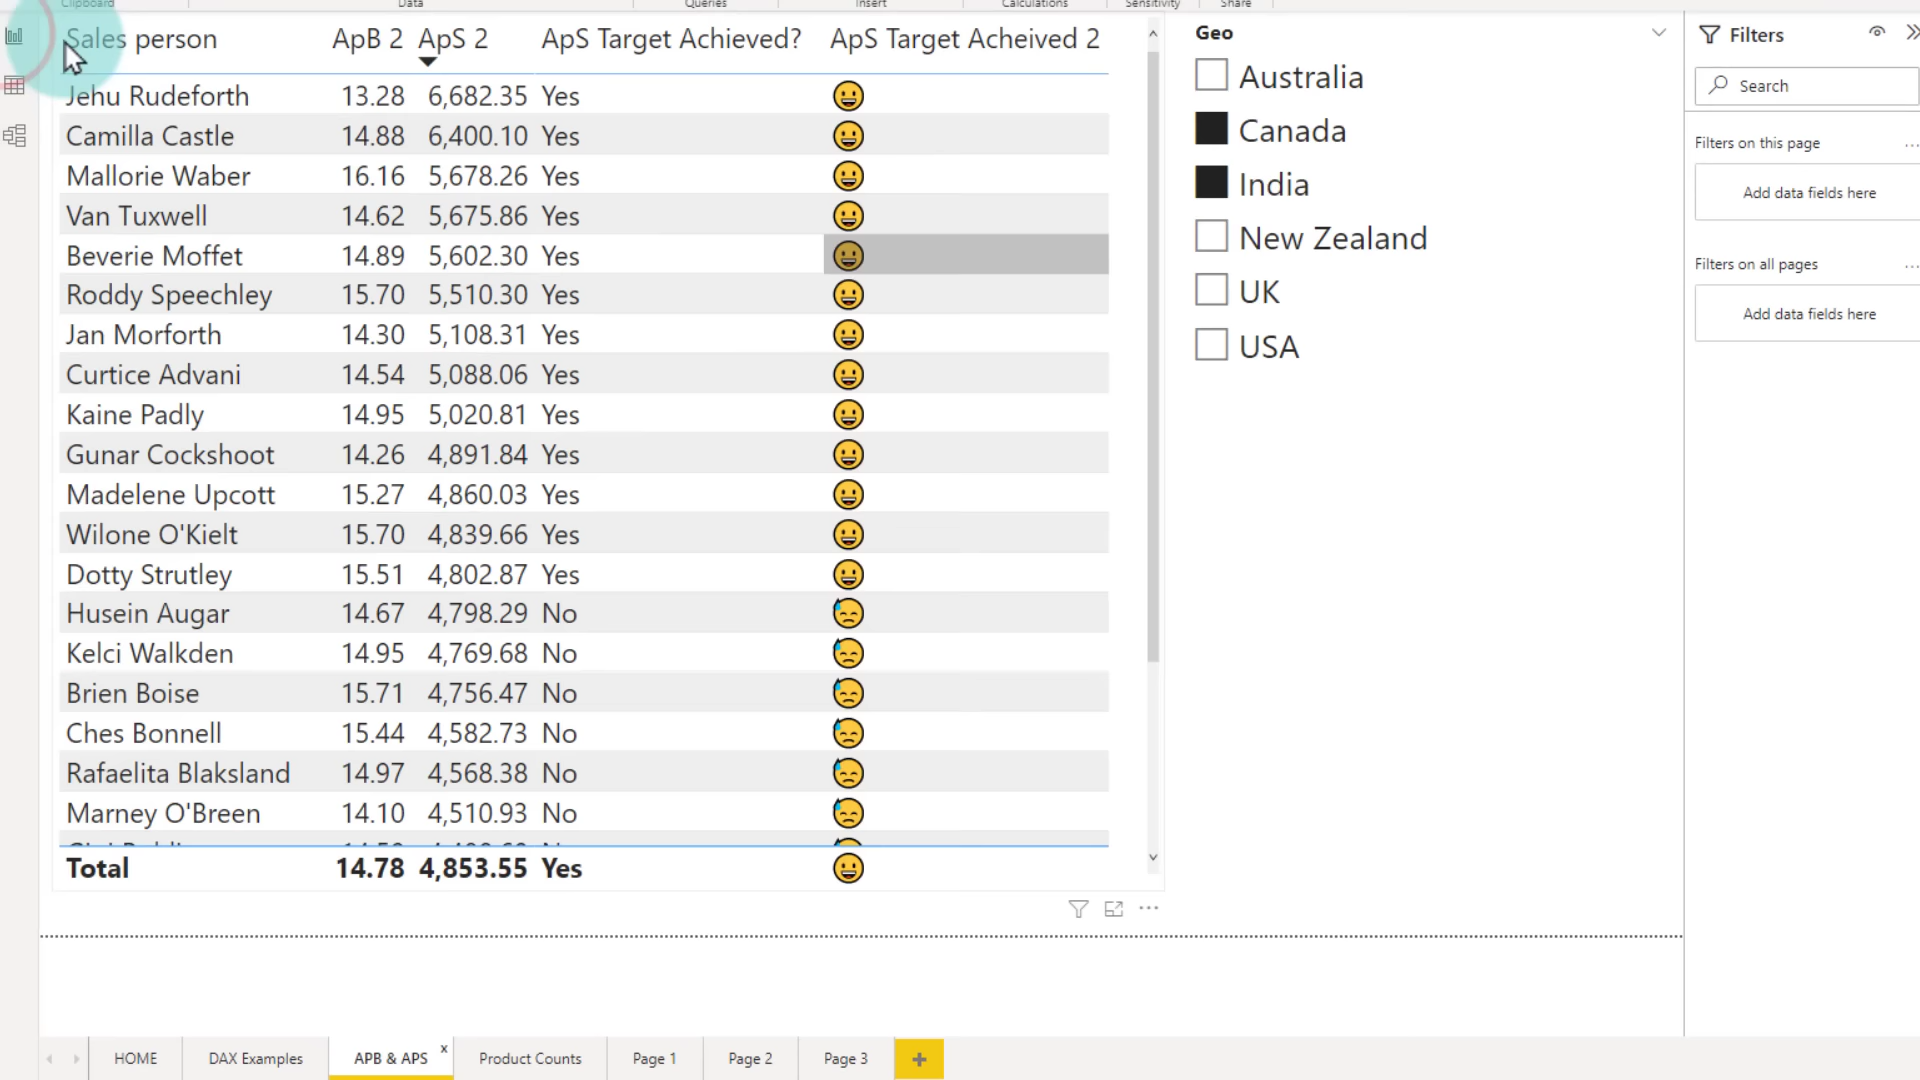 Clipboard Data Queries Insert Calculations Sensitivity Share
Sales person ApB 2 ApS 2 ApS Target Achieved? ApS Target Acheived 2
Jehu Rudeforth 13.28 6,682.35 Yes
Camilla Castle 14.88 6,400.10 Yes
Mallorie Waber 16.16 5,678.26 Yes
Van Tuxwell 14.62 5,675.86 Yes
Beverie Moffet 14.89 5,602.30 Yes
Roddy Speechley 15.70 5,510.30 Yes
Jan Morforth 14.30 5,108.31 Yes
Curtice Advani 14.54 5,088.06 Yes
Kaine Padly 14.95 5,020.81 Yes
Gunar Cockshoot 14.26 4,891.84 Yes
Madelene Upcott 15.27 4,860.03 Yes
Wilone O'Kielt 15.70 4,839.66 Yes
Dotty Strutley 15.51 4,802.87 Yes
Husein Augar 14.67 4,798.29 No
Kelci Walkden 14.95 4,769.68 No
Brien Boise 15.71 4,756.47 No
Ches Bonnell 15.44 4,582.73 No
Rafaelita Blaksland 14.97 4,568.38 No
Marney O'Breen 14.10 4,510.93 No
Total 14.78 4,853.55 Yes
Geo
Australia
Canada
India
New Zealand
UK
USA
Filters
Search
Filters on this page
Add data fields here
Filters on all pages
Add data fields here
HOME DAX Examples APB & APS x Product Counts Page 1 Page 2 Page 3 +